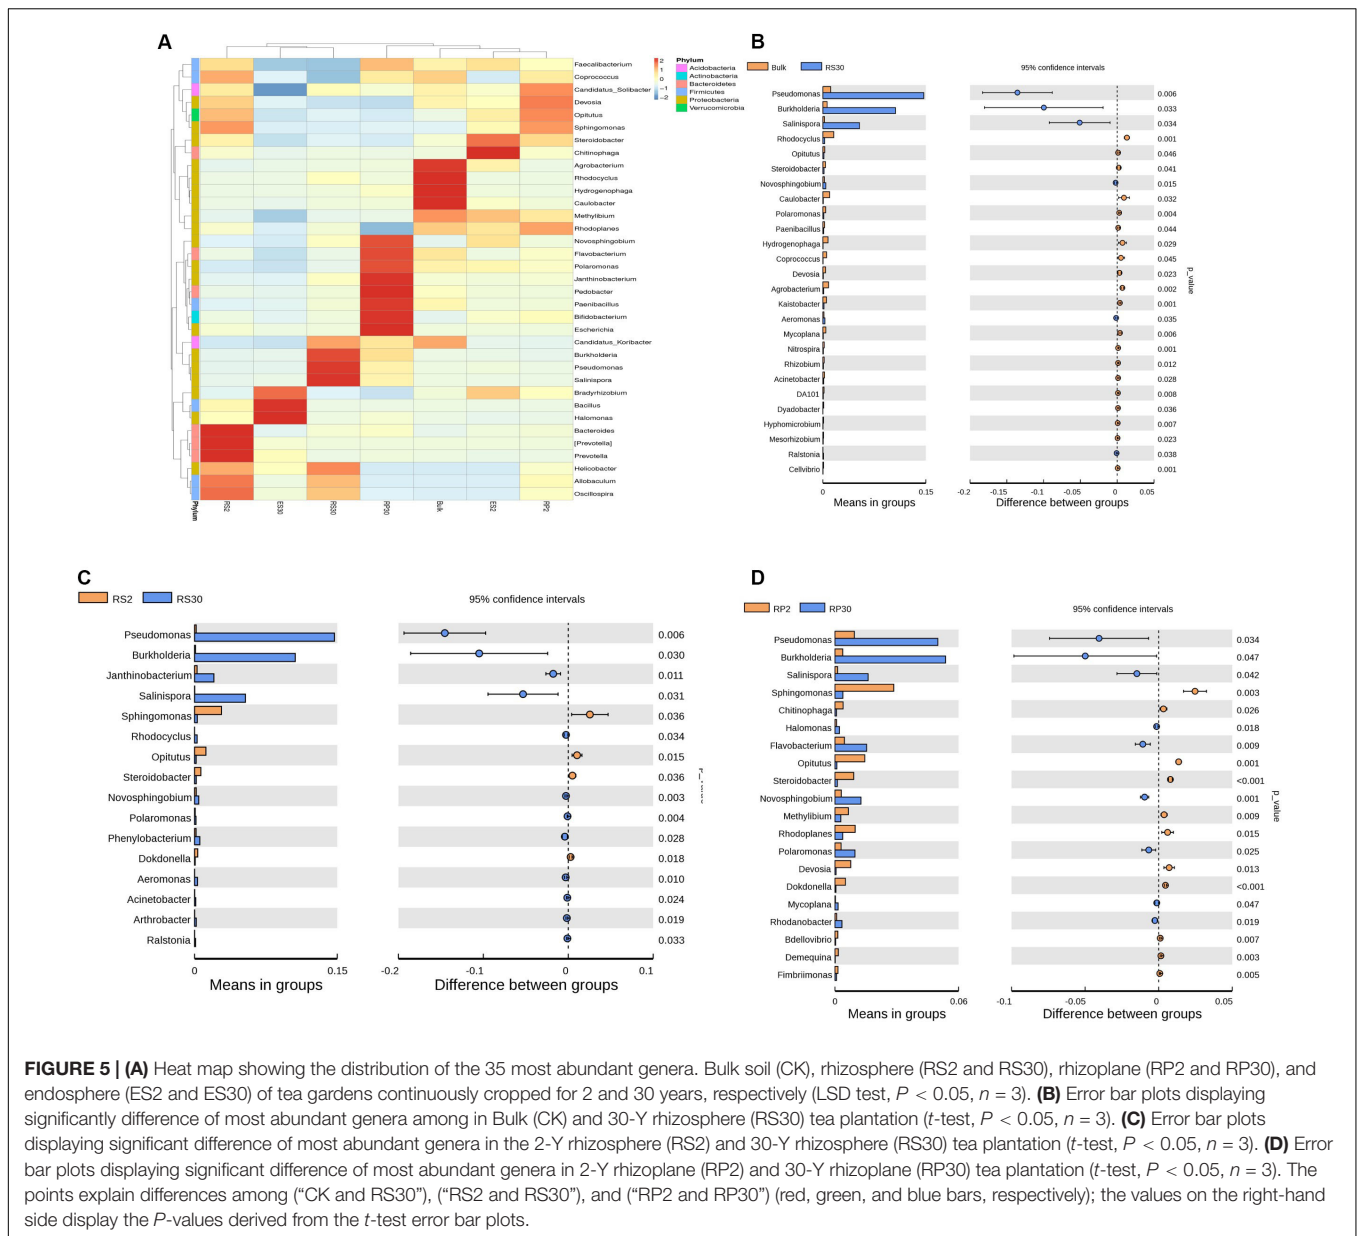 A
2
1
0
−1
−2
Phylum
Acidobacteria
Actinobacteria
Bacteroidetes
Firmicutes
Proteobacteria
Verrucomicrobia
Faecalibacterium
Coprococcus
Candidatus_Solibacter
Devosia
Opitutus
Sphingomonas
Steroidobacter
Chitinophaga
Agrobacterium
Rhodocyclus
Hydrogenophaga
Caulobacter
Methylibium
Rhodoplanes
Novosphingobium
Flavobacterium
Polaromonas
Janthinobacterium
Pedobacter
Paenibacillus
Bifidobacterium
Escherichia
Candidatus_Koribacter
Burkholderia
Pseudomonas
Salinispora
Bradyrhizobium
Bacillus
Halomonas
Bacteroides
[Prevotella]
Prevotella
Helicobacter
Allobaculum
Oscillospira
Phylum RS2 ES30 RS30 RP30 Bulk ES2 RP2
B
Bulk RS30 95% confidence intervals
Pseudomonas 0.006
Burkholderia 0.033
Salinispora 0.034
Rhodocyclus 0.001
Opitutus 0.046
Steroidobacter 0.041
Novosphingobium 0.015
Caulobacter 0.032
Polaromonas 0.004
Paenibacillus 0.044
Hydrogenophaga 0.029
Coprococcus 0.045
Devosia 0.023
Agrobacterium 0.002
Kaistobacter 0.001
Aeromonas 0.035
Mycoplana 0.006
Nitrospira 0.001
Rhizobium 0.012
Acinetobacter 0.028
DA101 0.008
Dyadobacter 0.036
Hyphomicrobium 0.007
Mesorhizobium 0.023
Ralstonia 0.038
Cellvibrio 0.001
p_value
0 0.15 -0.2 -0.15 -0.1 -0.05 0 0.05
Means in groups Difference between groups
C
RS2 RS30 95% confidence intervals
Pseudomonas 0.006
Burkholderia 0.030
Janthinobacterium 0.011
Salinispora 0.031
Sphingomonas 0.036
Rhodocyclus 0.034
Opitutus 0.015
Steroidobacter 0.036
Novosphingobium 0.003
Polaromonas 0.004
Phenylobacterium 0.028
Dokdonella 0.018
Aeromonas 0.010
Acinetobacter 0.024
Arthrobacter 0.019
Ralstonia 0.033
0 0.15 -0.2 -0.1 0 0.1
Means in groups Difference between groups
D
RP2 RP30 95% confidence intervals
Pseudomonas 0.034
Burkholderia 0.047
Salinispora 0.042
Sphingomonas 0.003
Chitinophaga 0.026
Halomonas 0.018
Flavobacterium 0.009
Opitutus 0.001
Steroidobacter <0.001
Novosphingobium 0.001
Methylibium 0.009
Rhodoplanes 0.015
Polaromonas 0.025
Devosia 0.013
Dokdonella <0.001
Mycoplana 0.047
Rhodanobacter 0.019
Bdellovibrio 0.007
Demequina 0.003
Fimbriimonas 0.005
p_value
0 0.06 -0.1 -0.05 0 0.05
Means in groups Difference between groups
FIGURE 5 | (A) Heat map showing the distribution of the 35 most abundant genera. Bulk soil (CK), rhizosphere (RS2 and RS30), rhizoplane (RP2 and RP30), and
endosphere (ES2 and ES30) of tea gardens continuously cropped for 2 and 30 years, respectively (LSD test, P < 0.05, n = 3). (B) Error bar plots displaying
significantly difference of most abundant genera among in Bulk (CK) and 30-Y rhizosphere (RS30) tea plantation (t-test, P < 0.05, n = 3). (C) Error bar plots
displaying significant difference of most abundant genera in the 2-Y rhizosphere (RS2) and 30-Y rhizosphere (RS30) tea plantation (t-test, P < 0.05, n = 3). (D) Error
bar plots displaying significant difference of most abundant genera in 2-Y rhizoplane (RP2) and 30-Y rhizoplane (RP30) tea plantation (t-test, P < 0.05, n = 3). The
points explain differences among (“CK and RS30”), (“RS2 and RS30”), and (“RP2 and RP30”) (red, green, and blue bars, respectively); the values on the right-hand
side display the P-values derived from the t-test error bar plots.